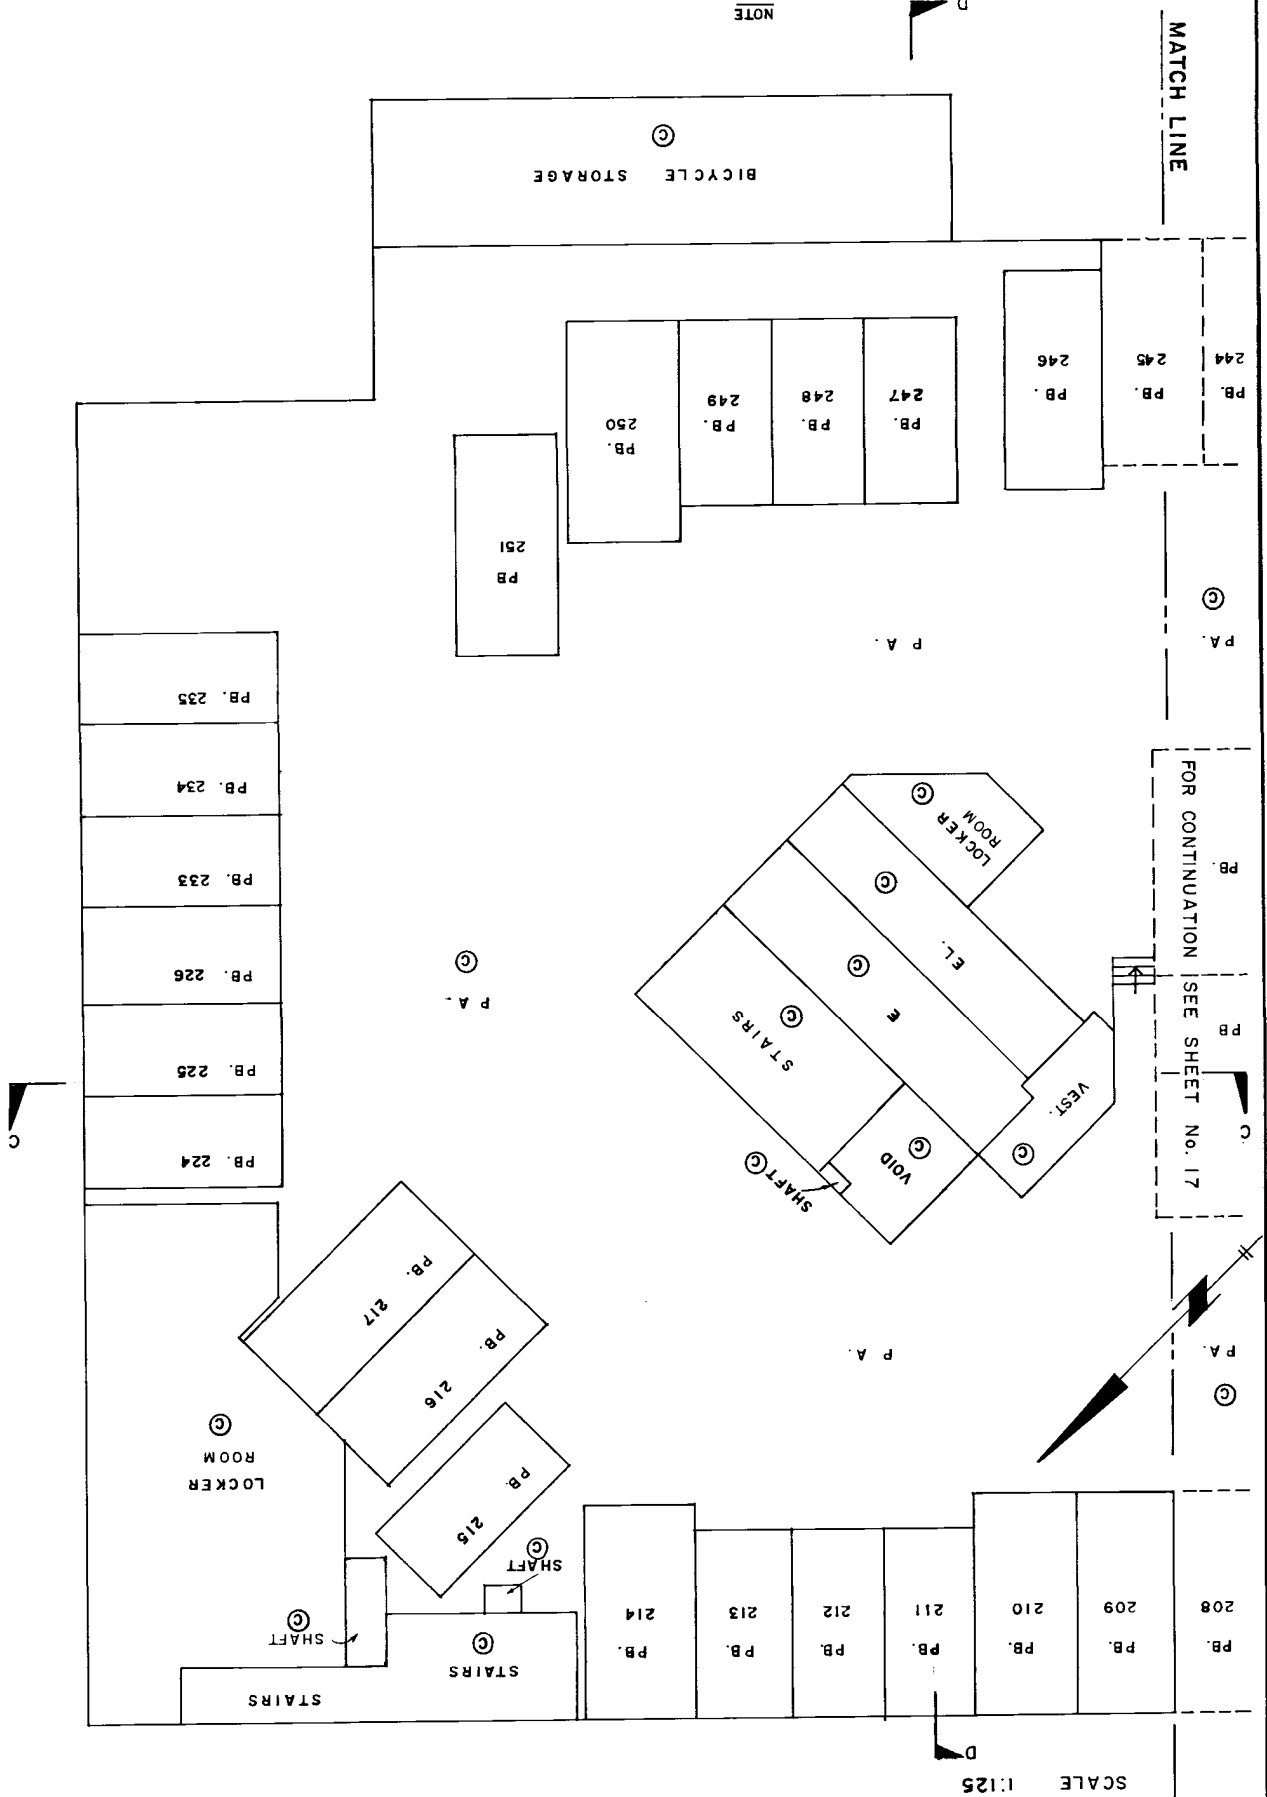 SCALE 1:125
D
PB. 208
PB. 209
PB. 210
PB. 211
PB. 212
PB. 213
PB. 214
STAIRS
STAIRS
C
SHAFT
C
SHAFT
C
PB. 215
PB. 216
PB. 217
LOCKER
ROOM
C
P A.
C
P A.
C
C
PB. 224
PB. 225
PB. 226
PB. 233
PB. 234
PB. 235
SHAFT C
VOID
C
VEST.
C
STAIRS
C
E
C
EL.
C
LOCKER
ROOM
C
P A.
C
PB
PB.
FOR CONTINUATION SEE SHEET No. 17
P A.
C
P A.
PB
251
PB.
250
PB.
249
PB.
248
PB.
247
PB.
246
PB.
245
PB.
244
BICYCLE STORAGE
C
MATCH LINE
NOTE
D